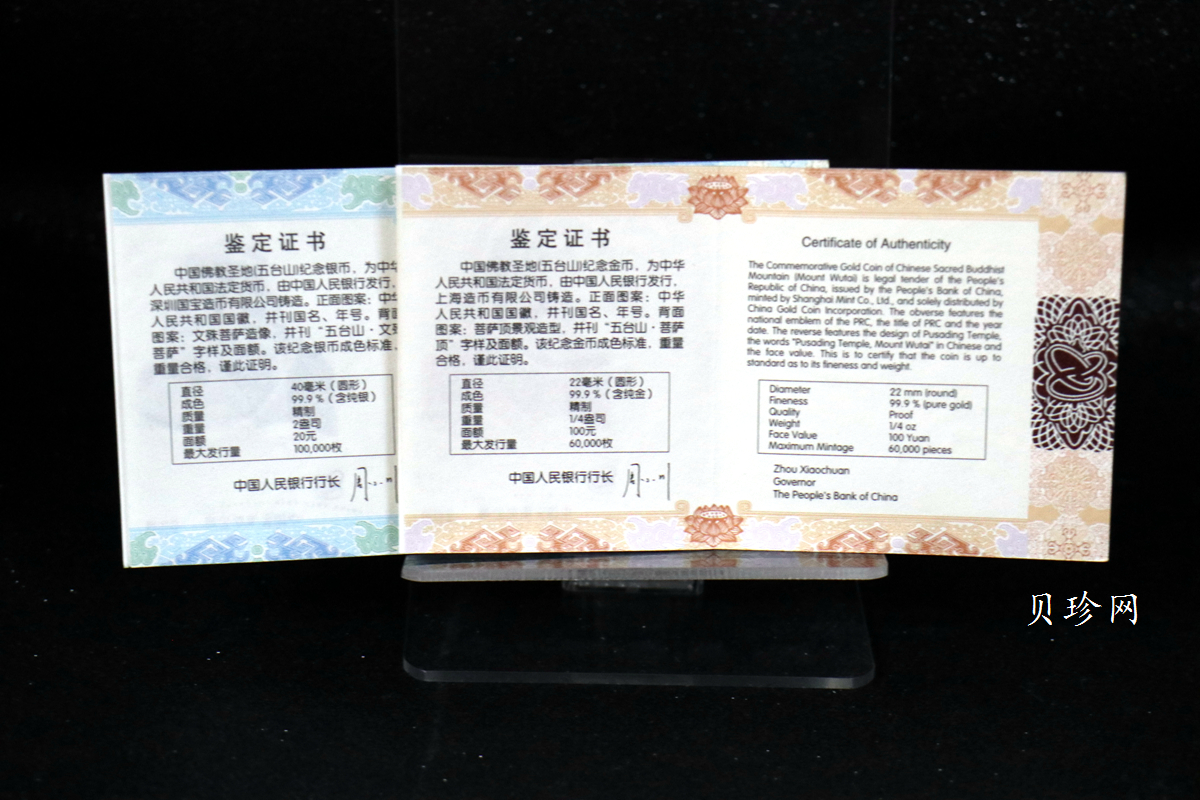 鉴定证书
中国佛教圣地(五台山)纪念银币，为中华
人民共和国法定货币，由中国人民银行发行，
深圳国宝造币有限公司铸造。正面图案：中华
人民共和国国徽，并刊国名、年号。背面
图案：文殊菩萨造像，并刊“五台山·文殊
菩萨”字样及面额。该纪念银币成色标准，
重量合格，谨此证明。
直径 40毫米（圆形）
成色 99.9％（含纯银）
质量 精制
重量 2盎司
面额 20元
最大发行量 100,000枚
中国人民银行行长
鉴定证书
中国佛教圣地(五台山)纪念金币，为中华
人民共和国法定货币，由中国人民银行发行，
上海造币有限公司铸造。正面图案：中华
人民共和国国徽，并刊国名、年号。背面
图案：菩萨顶景观造型，并刊“五台山·菩萨
顶”字样及面额。该纪念金币成色标准，重量
合格，谨此证明。
直径 22毫米（圆形）
成色 99.9％（含纯金）
质量 精制
重量 1/4盎司
面额 100元
最大发行量 60,000枚
中国人民银行行长
Certificate of Authenticity
The Commemorative Gold Coin of Chinese Sacred Buddhist
Mountain (Mount Wutai) is legal tender of the People's
Republic of China, issued by the People's Bank of China,
minted by Shanghai Mint Co., Ltd., and solely distributed by
China Gold Coin Incorporation. The obverse features the
national emblem of the PRC, the title of PRC and the year
date. The reverse features the design of Pusading Temple,
the words "Pusading Temple, Mount Wutai" in Chinese and
the face value. This is to certify that the coin is up to
standard as to its fineness and weight.
Diameter 22 mm (round)
Fineness 99.9 % (pure gold)
Quality Proof
Weight 1/4 oz
Face Value 100 Yuan
Maximum Mintage 60,000 pieces
Zhou Xiaochuan
Governor
The People's Bank of China
贝珍网